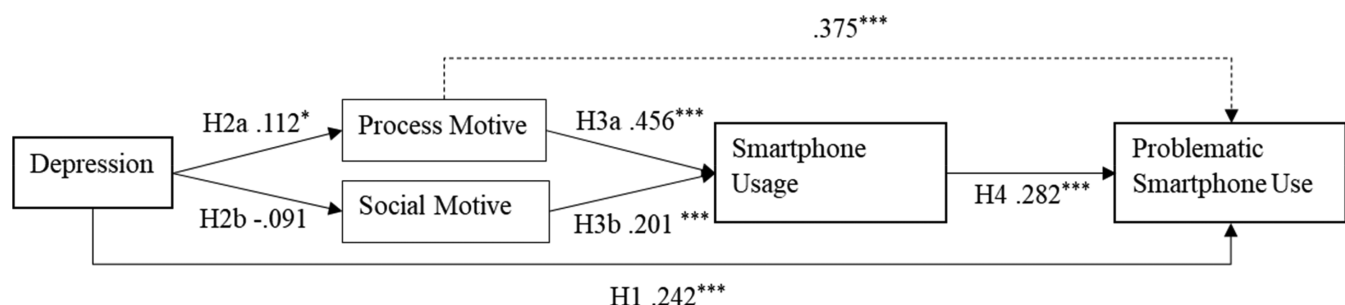 .375***
H2a .112*
Process Motive
H3a .456***
Depression
Smartphone
Usage
Problematic
Smartphone Use
H4 .282***
H2b -.091
Social Motive
H3b .201 ***
H1 .242***